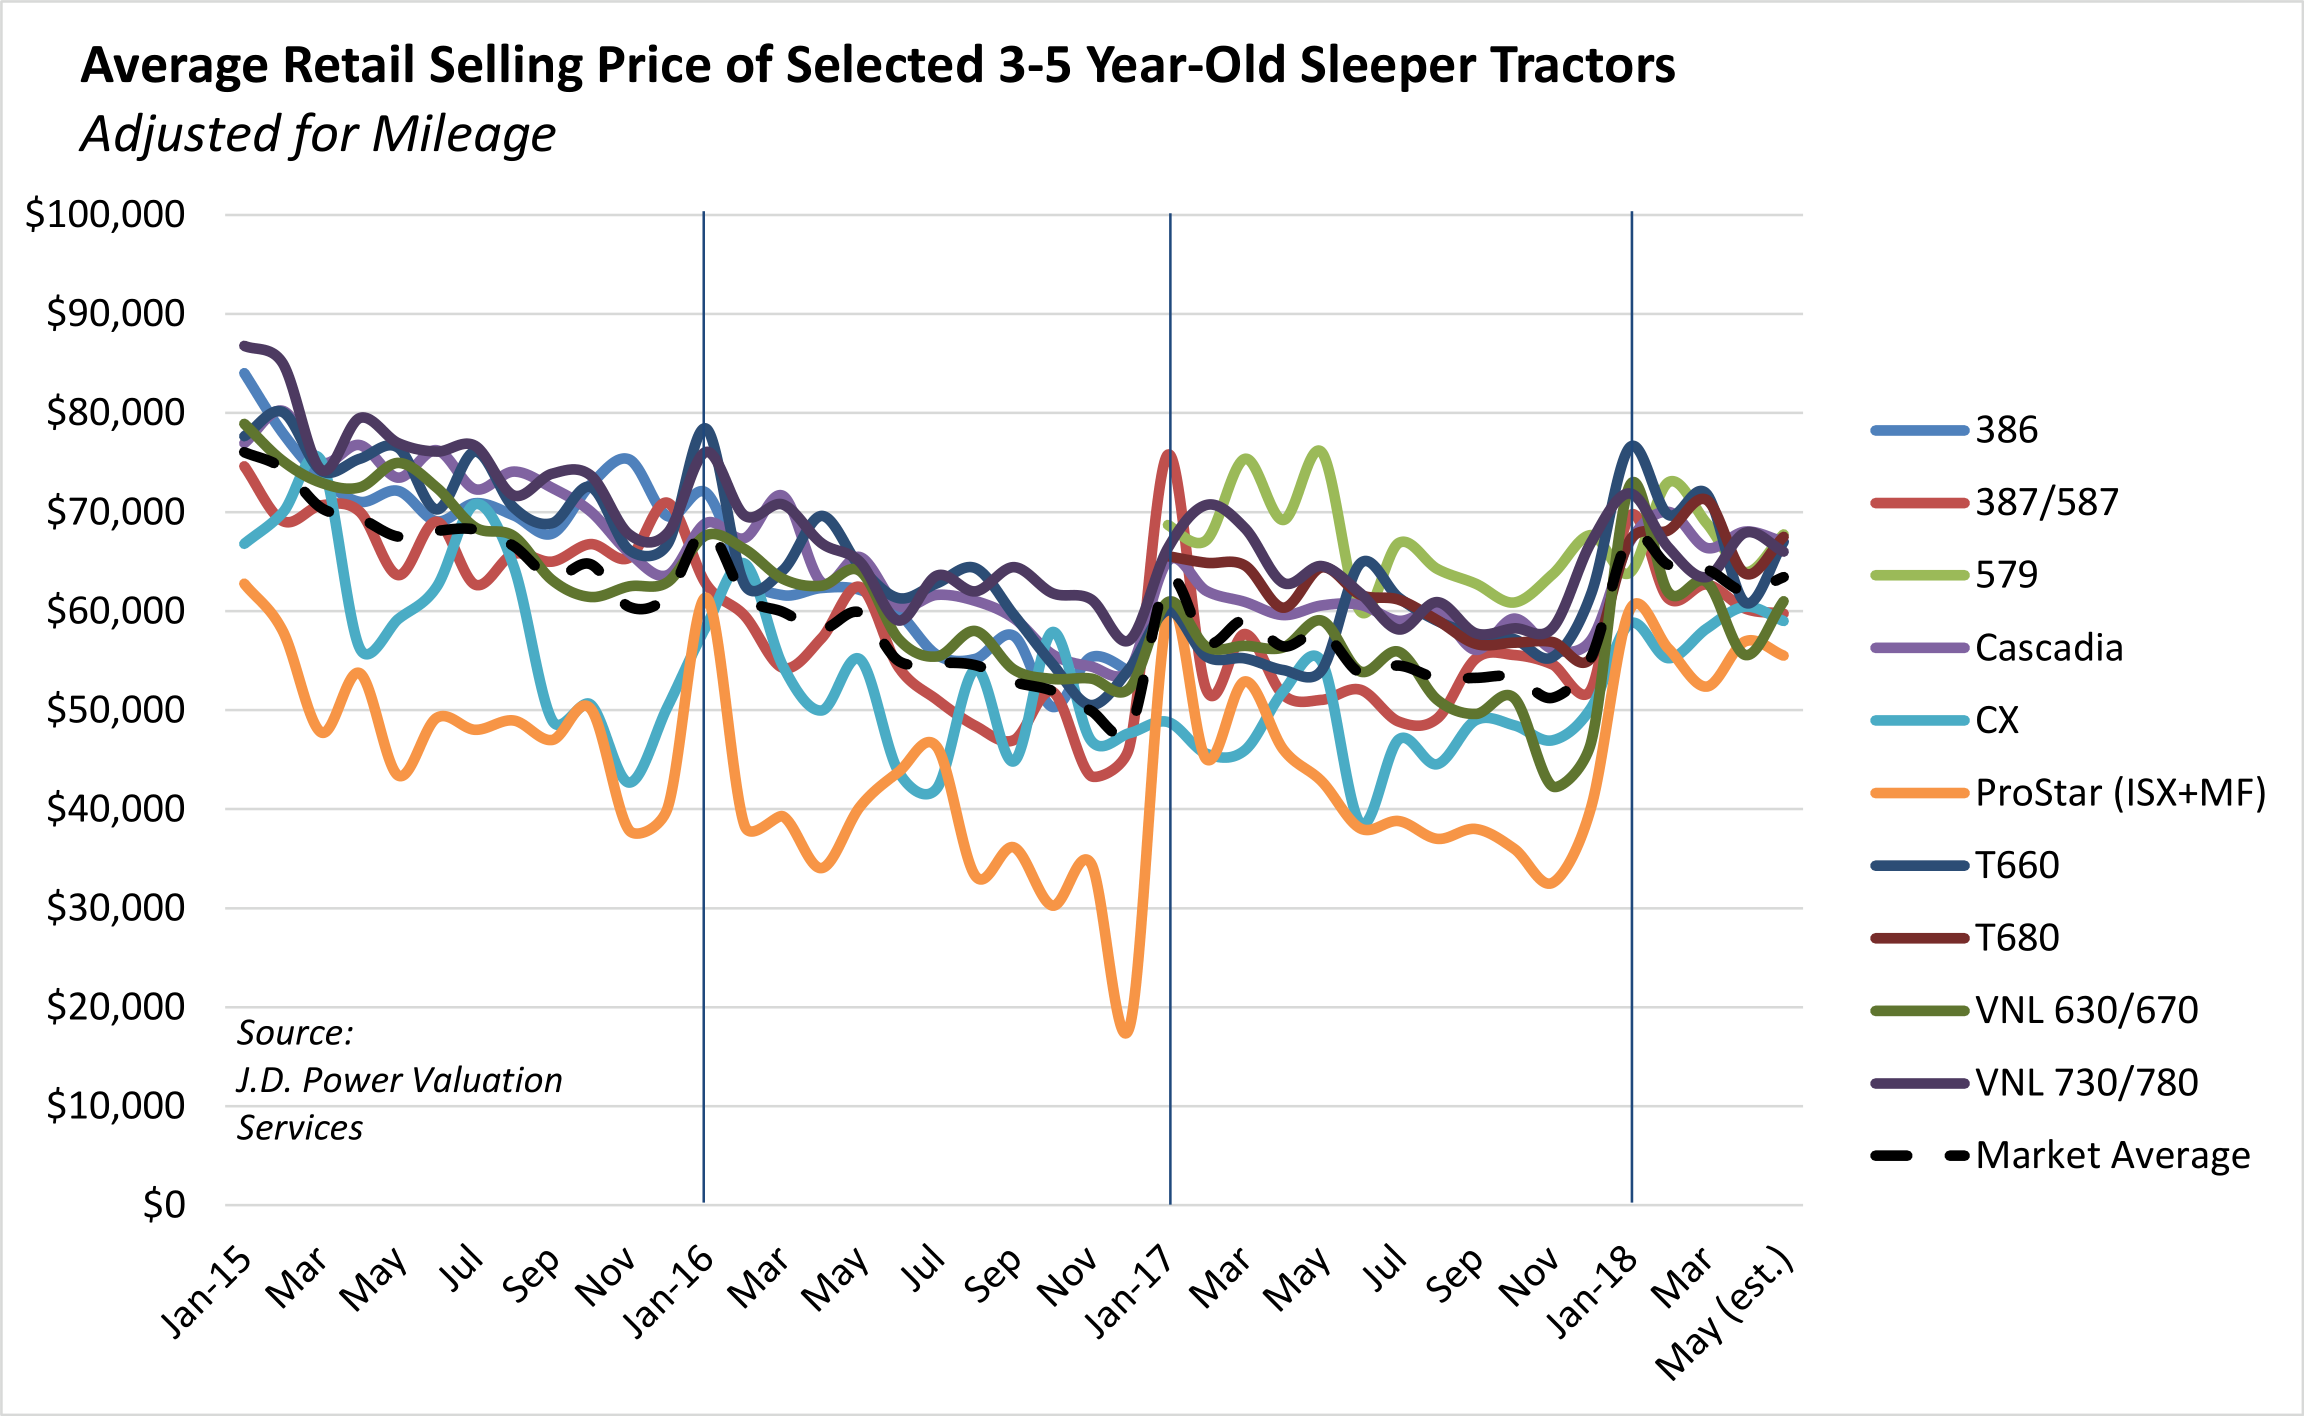 Average Retail Selling Price of Selected 3-5 Year-Old Sleeper Tractors
Adjusted for Mileage
$100,000
$90,000
$80,000
$70,000
$60,000
$50,000
$40,000
$30,000
$20,000
$10,000
$0
Source:
J.D. Power Valuation
Services
Jan-15
Mar
May
Jul
Sep
Nov
Jan-16
Mar
May
Jul
Sep
Nov
Jan-17
Mar
May
Jul
Sep
Nov
Jan-18
Mar
May (est.)
386
387/587
579
Cascadia
CX
ProStar (ISX+MF)
T660
T680
VNL 630/670
VNL 730/780
Market Average